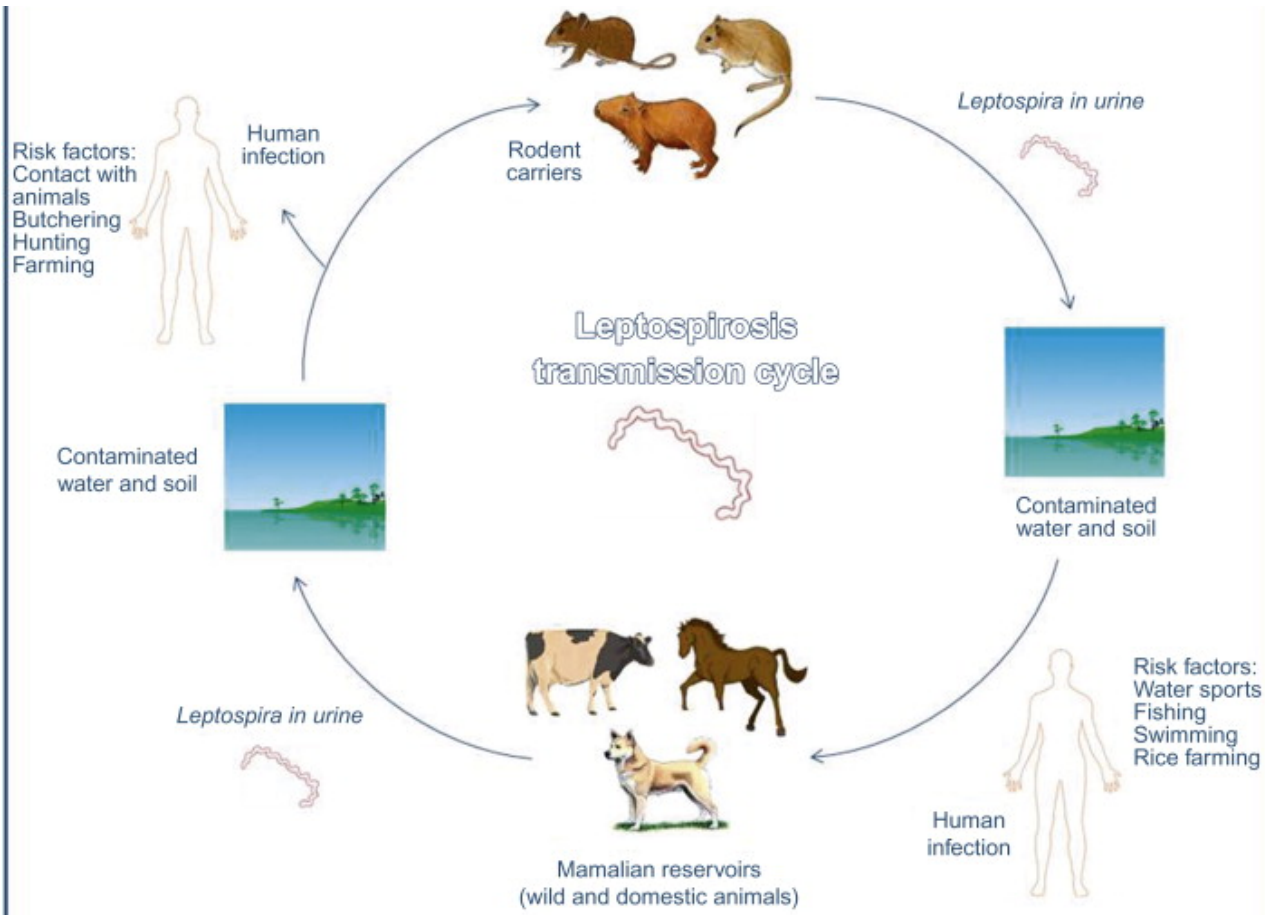 Leptospira in urine
Rodent
carriers
Human
infection
Risk factors:
Contact with
animals
Butchering
Hunting
Farming
Leptospirosis
transmission cycle
Contaminated
water and soil
Contaminated
water and soil
Leptospira in urine
Risk factors:
Water sports
Fishing
Swimming
Rice farming
Human
infection
Mamalian reservoirs
(wild and domestic animals)